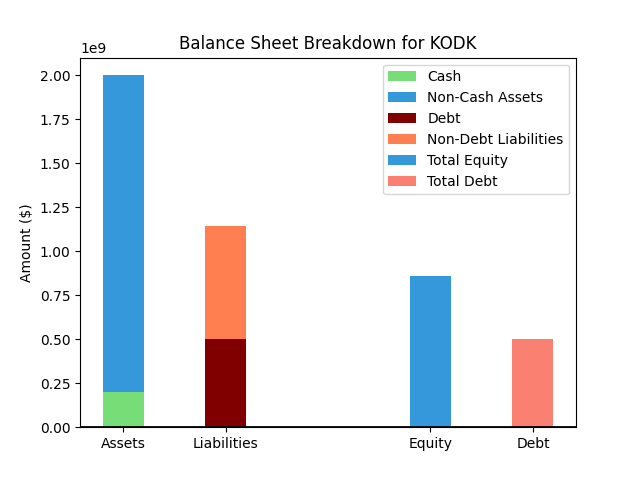 Balance Sheet Breakdown for KODK
1e9
Amount ($)
2.00
1.75
1.50
1.25
1.00
0.75
0.50
0.25
0.00
Cash
Non-Cash Assets
Debt
Non-Debt Liabilities
Total Equity
Total Debt
Assets Liabilities Equity Debt